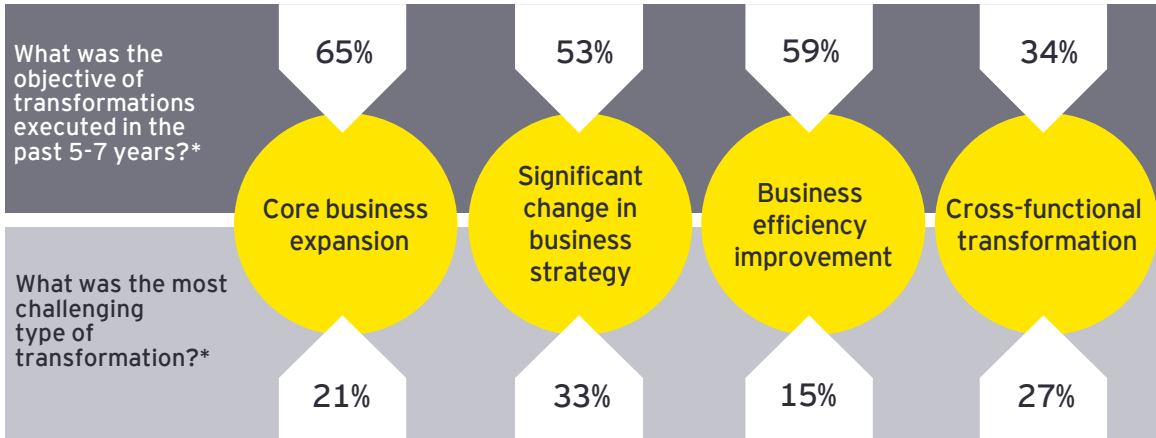 What was the
objective of
transformations
executed in the
past 5-7 years?*
65%
53%
59%
34%
Core business
expansion
Significant
change in
business
strategy
Business
efficiency
improvement
Cross-functional
transformation
What was the most
challenging
type of
transformation?*
21%
33%
15%
27%